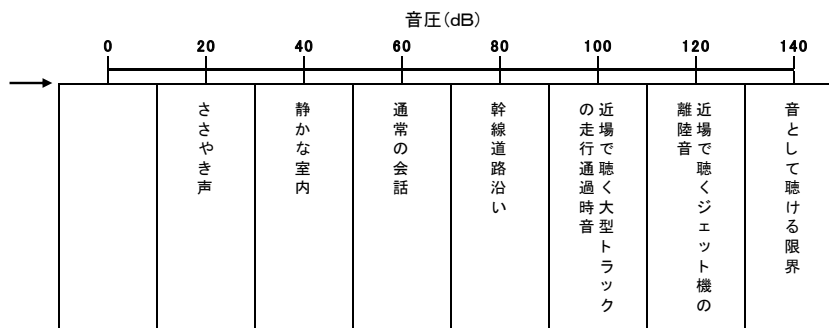 音圧(dB)
0 20 40 60 80 100 120 140
ささやき声
静かな室内
通常の会話
幹線道路沿い
近場で聴く大型トラック
の走行通過時音
近場で聴くジェット機の
離陸音
音として聴ける限界